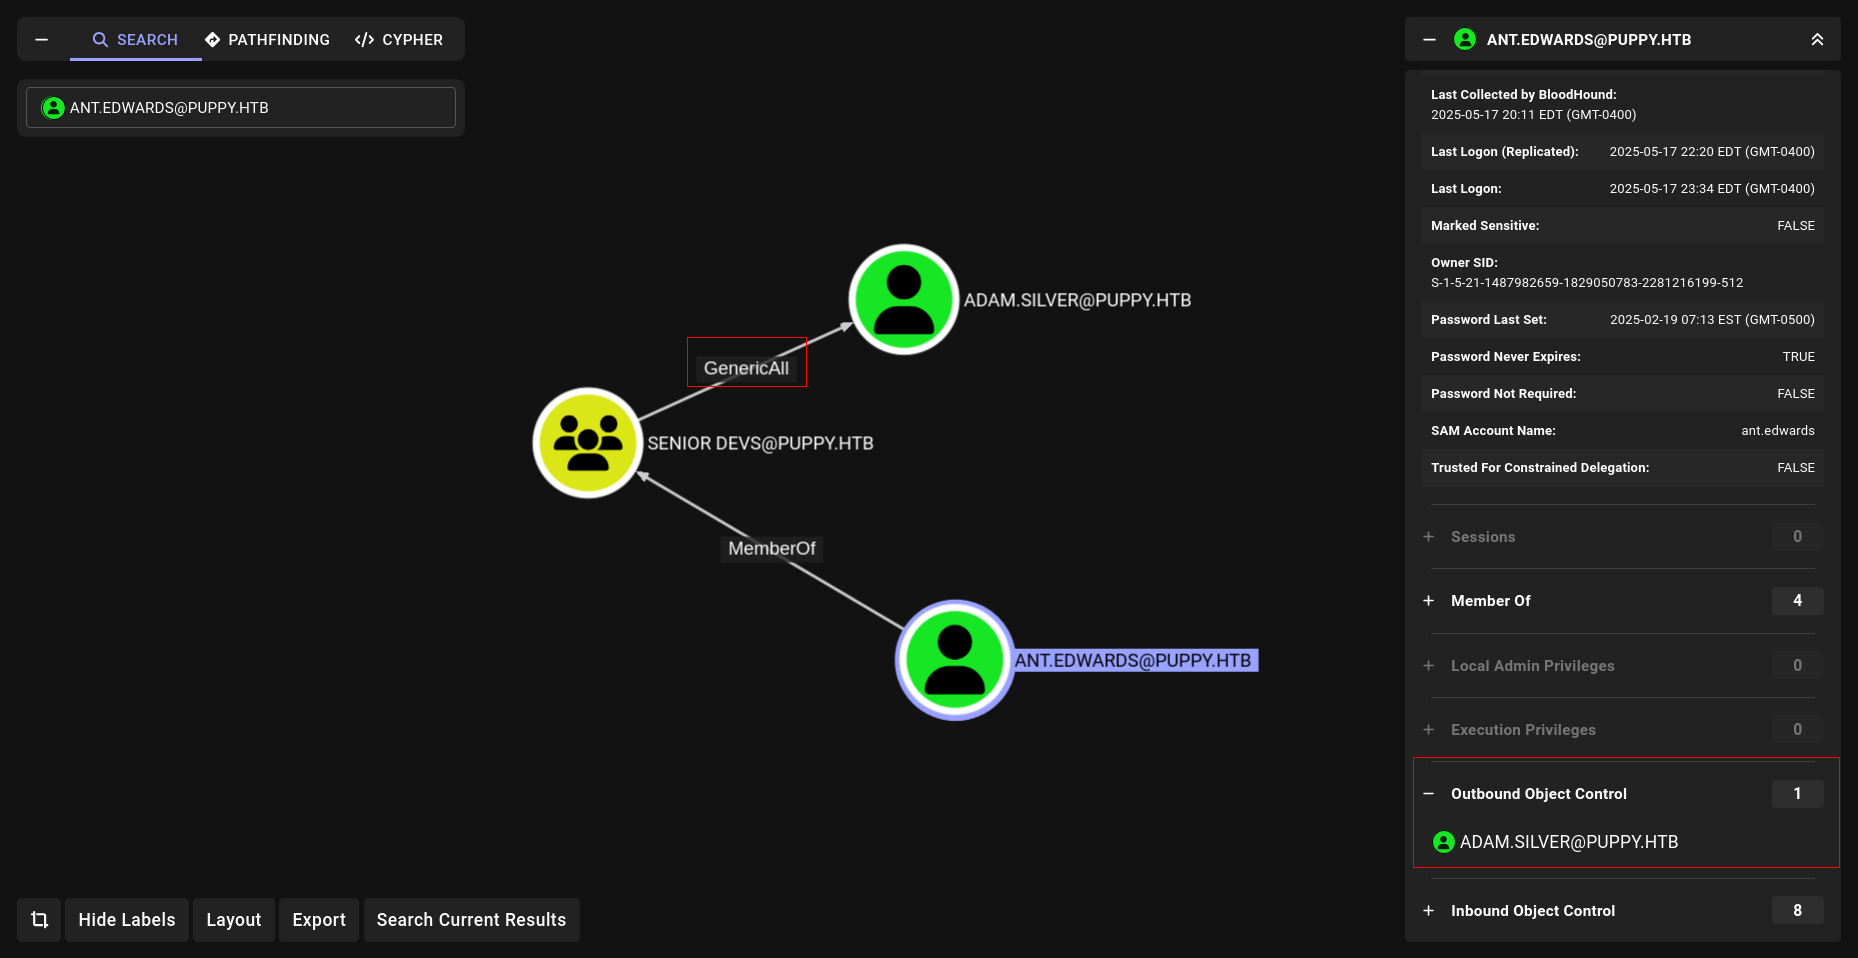 SEARCH
PATHFINDING
CYPHER
ANT.EDWARDS@PUPPY.HTB
ADAM.SILVER@PUPPY.HTB
GenericAll
SENIOR DEVS@PUPPY.HTB
MemberOf
ANT.EDWARDS@PUPPY.HTB
Hide Labels
Layout
Export
Search Current Results
ANT.EDWARDS@PUPPY.HTB
Last Collected by BloodHound:
2025-05-17 20:11 EDT (GMT-0400)
Last Logon (Replicated): 2025-05-17 22:20 EDT (GMT-0400)
Last Logon: 2025-05-17 23:34 EDT (GMT-0400)
Marked Sensitive: FALSE
Owner SID:
S-1-5-21-1487982659-1829050783-2281216199-512
Password Last Set: 2025-02-19 07:13 EST (GMT-0500)
Password Never Expires: TRUE
Password Not Required: FALSE
SAM Account Name: ant.edwards
Trusted For Constrained Delegation: FALSE
Sessions 0
Member Of 4
Local Admin Privileges 0
Execution Privileges 0
Outbound Object Control 1
ADAM.SILVER@PUPPY.HTB
Inbound Object Control 8